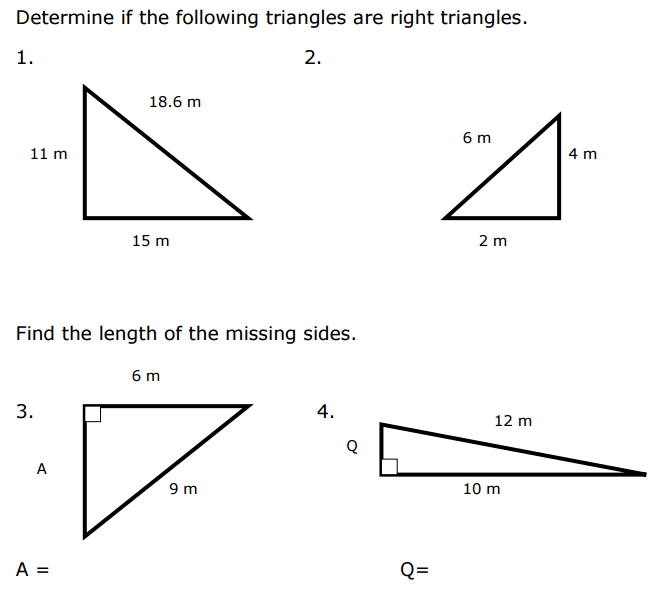 Determine if the following triangles are right triangles.
1.
2.
18.6 m
6 m
11 m
4 m
15 m
2 m
Find the length of the missing sides.
6 m
3.
4.
12 m
Q
A
9 m
10 m
A =
Q=